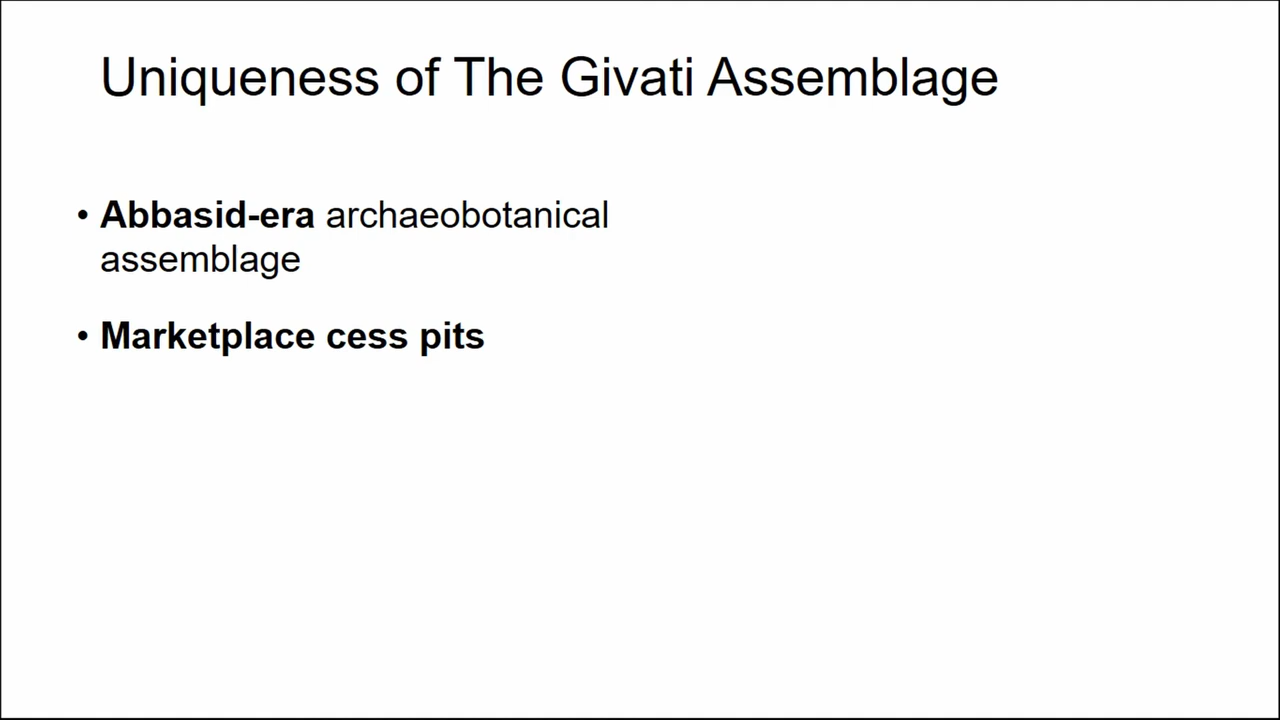 Uniqueness of The Givati Assemblage
• Abbasid-era archaeobotanical
assemblage
• Marketplace cess pits